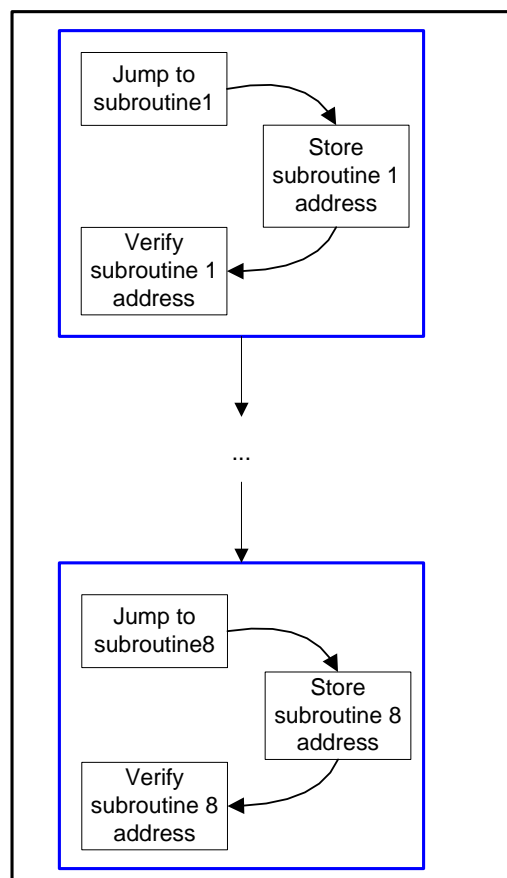 Jump to
subroutine1
Store
subroutine 1
address
Verify
subroutine 1
address
...
Jump to
subroutine8
Store
subroutine 8
address
Verify
subroutine 8
address